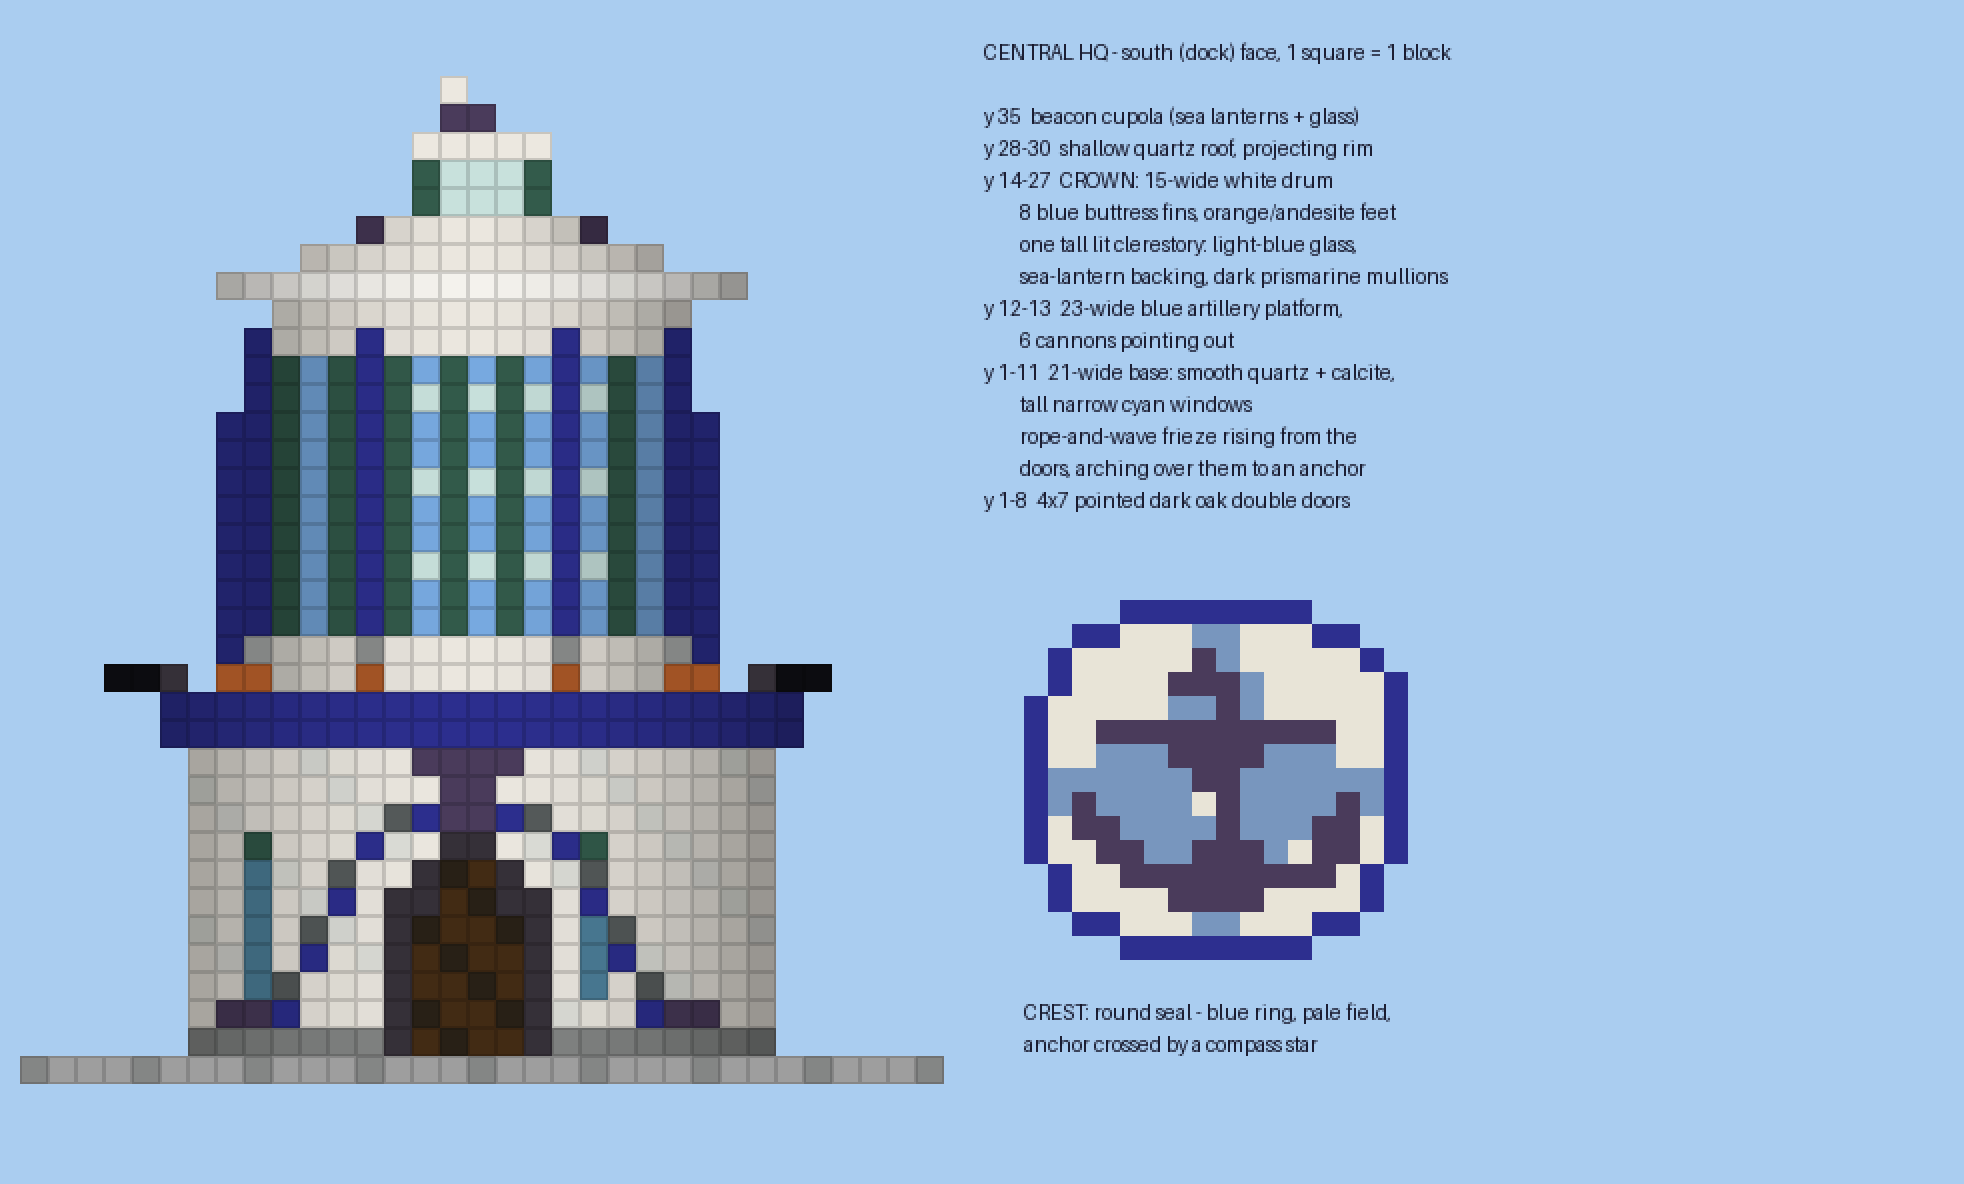 CENTRAL HQ - south (dock) face, 1 square = 1 block
y 35 beacon cupola (sea lanterns + glass)
y 28-30 shallow quartz roof, projecting rim
y 14-27 CROWN: 15-wide white drum
8 blue buttress fins, orange/andesite feet
one tall lit clerestory: light-blue glass,
sea-lantern backing, dark prismarine mullions
y 12-13 23-wide blue artillery platform,
6 cannons pointing out
y 1-11 21-wide base: smooth quartz + calcite,
tall narrow cyan windows
rope-and-wave frieze rising from the
doors, arching over them to an anchor
y 1-8 4x7 pointed dark oak double doors
CREST: round seal - blue ring, pale field,
anchor crossed by a compass star